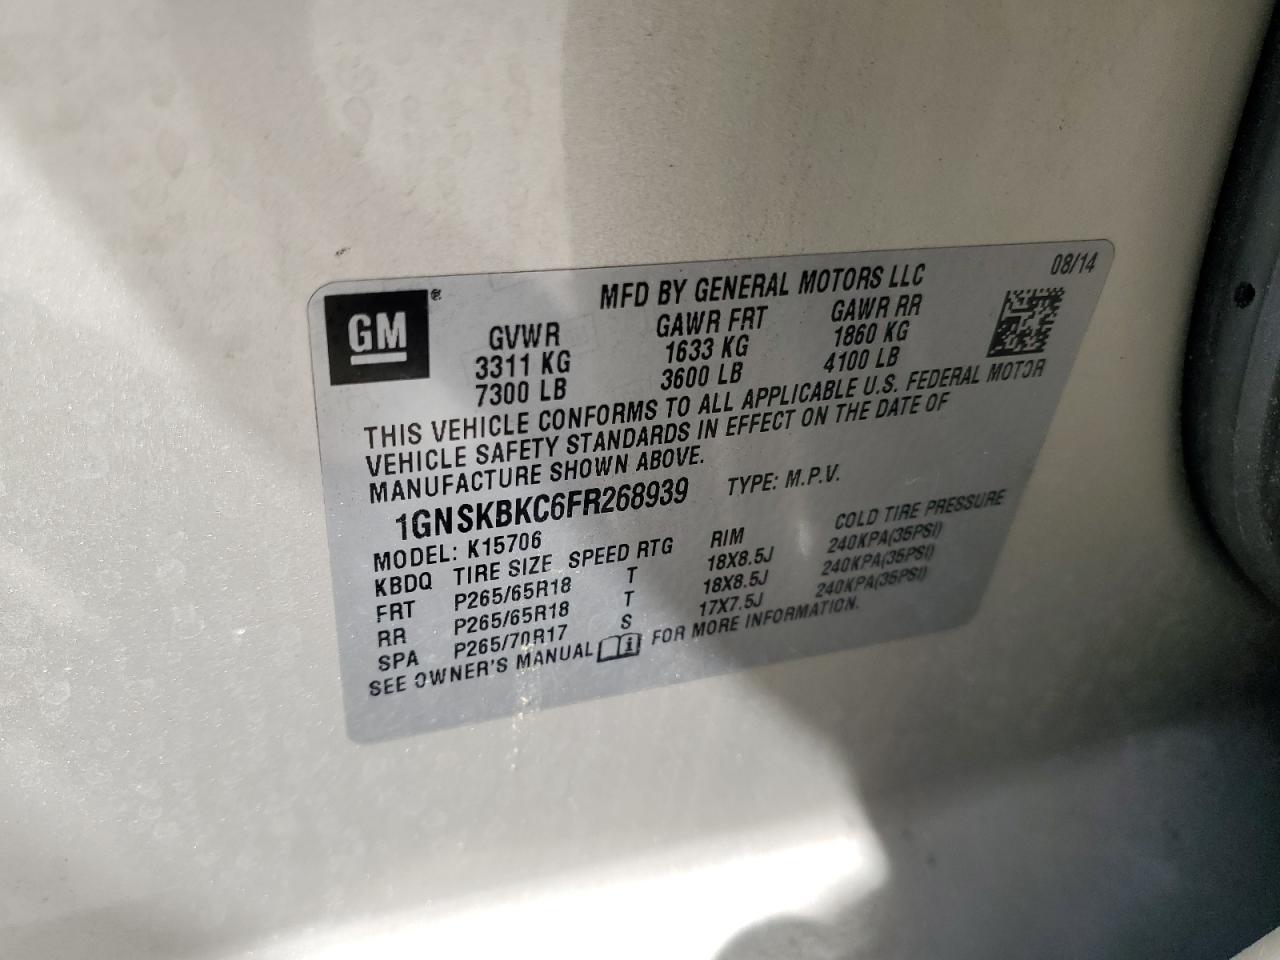 GM®
MFD BY GENERAL MOTORS LLC 08/14
GVWR GAWR FRT GAWR RR
3311 KG 1633 KG 1860 KG
7300 LB 3600 LB 4100 LB
THIS VEHICLE CONFORMS TO ALL APPLICABLE U.S. FEDERAL MOTOR
VEHICLE SAFETY STANDARDS IN EFFECT ON THE DATE OF
MANUFACTURE SHOWN ABOVE.
1GNSKBKC6FR268939 TYPE: M.P.V.
MODEL: K15706
KBDQ TIRE SIZE SPEED RTG RIM COLD TIRE PRESSURE
FRT P265/65R18 T 18X8.5J 240KPA(35PSI)
RR P265/65R18 T 18X8.5J 240KPA(35PSI)
SPA P265/70R17 S 17X7.5J 240KPA(35PSI)
SEE OWNER'S MANUAL FOR MORE INFORMATION.